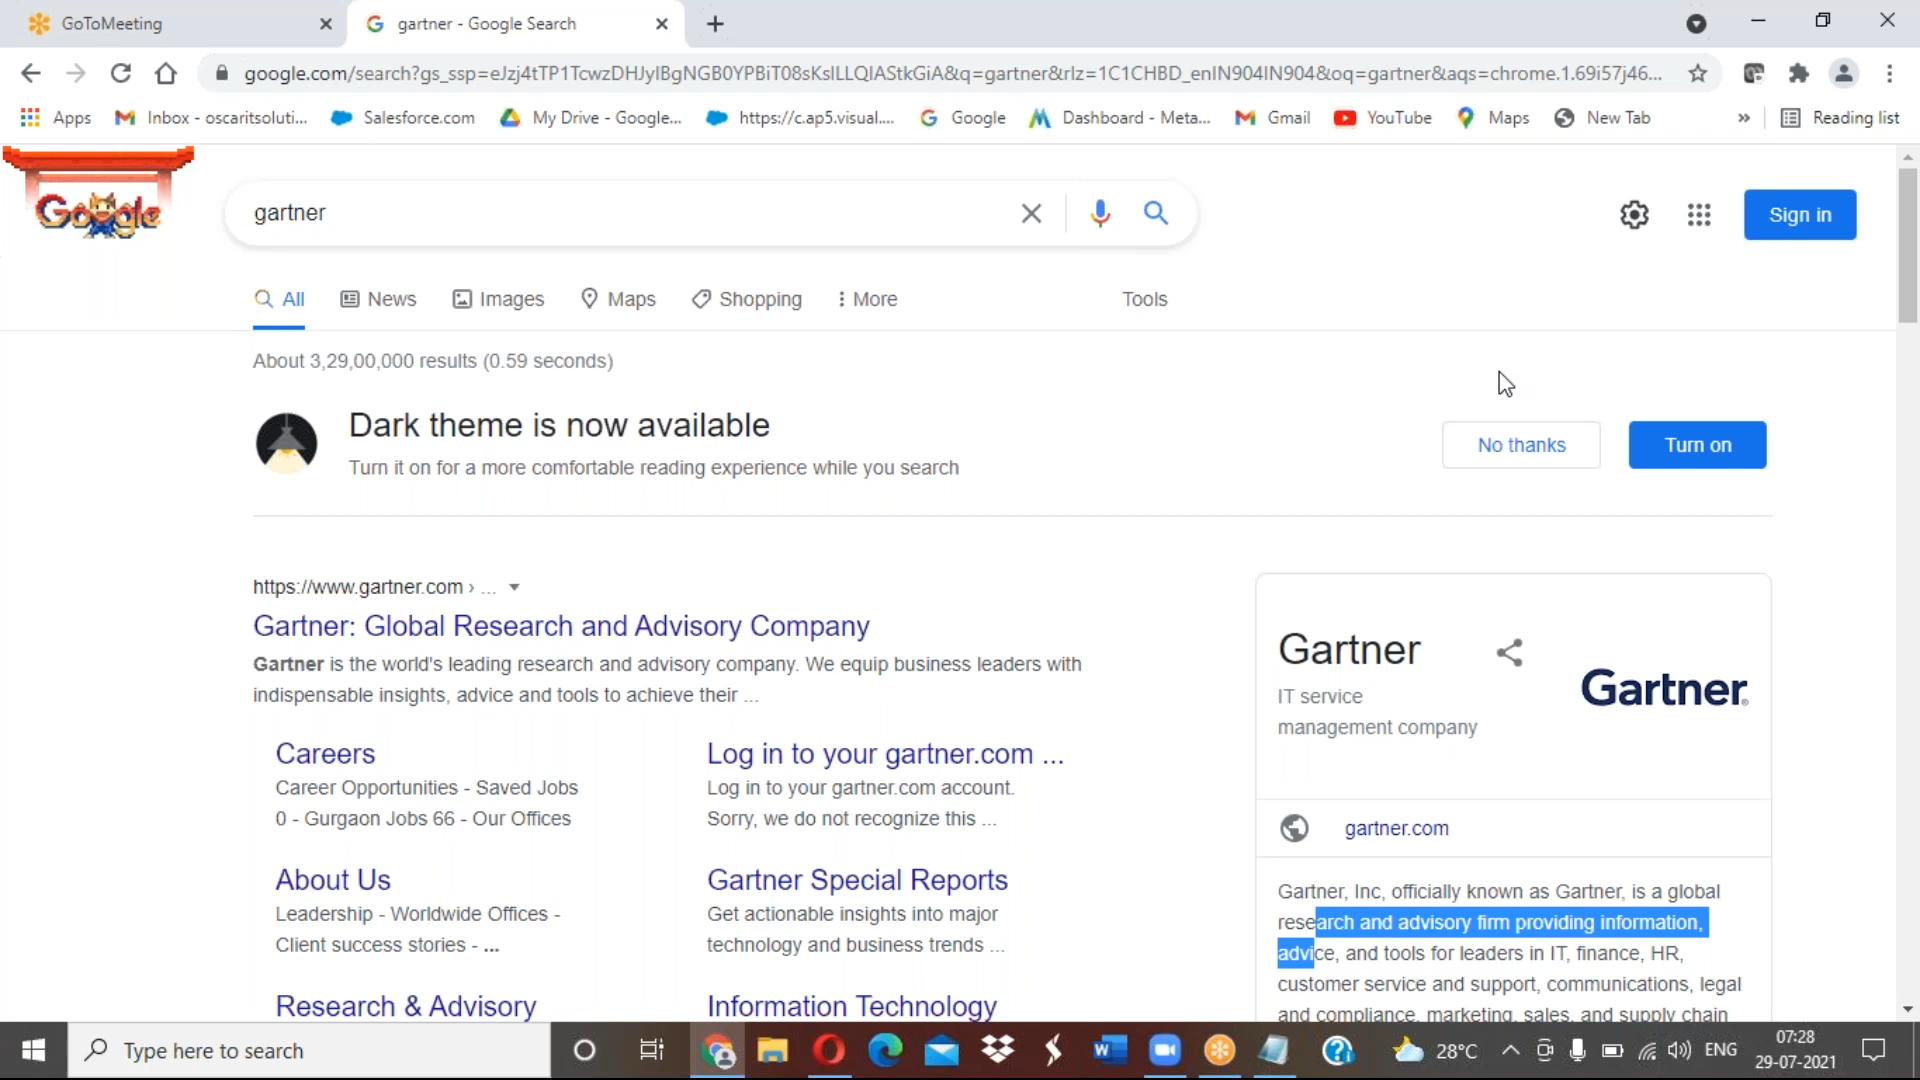 GoToMeeting
gartner - Google Search
google.com/search?gs_ssp=eJzj4tTP1TcwzDHJyIBgNGB0YPBiT08sKslLLQIAStkGiA&q=gartner&rlz=1C1CHBD_enIN904IN904&oq=gartner&aqs=chrome.1.69i57j46...
Apps
Inbox - oscaritsoluti...
Salesforce.com
My Drive - Google...
https://c.ap5.visual....
Google
Dashboard - Meta...
Gmail
YouTube
Maps
New Tab
»
Reading list
Google
gartner
Sign in
All
News
Images
Maps
Shopping
More
Tools
About 3,29,00,000 results (0.59 seconds)
Dark theme is now available
Turn it on for a more comfortable reading experience while you search
No thanks
Turn on
https://www.gartner.com › ...
Gartner: Global Research and Advisory Company
Gartner is the world's leading research and advisory company. We equip business leaders with
indispensable insights, advice and tools to achieve their ...
Careers
Career Opportunities - Saved Jobs
0 - Gurgaon Jobs 66 - Our Offices
Log in to your gartner.com ...
Log in to your gartner.com account.
Sorry, we do not recognize this ...
About Us
Leadership - Worldwide Offices -
Client success stories - ...
Gartner Special Reports
Get actionable insights into major
technology and business trends ...
Research & Advisory
Information Technology
Gartner
IT service
management company
Gartner®
gartner.com
Gartner, Inc, officially known as Gartner, is a global
research and advisory firm providing information,
advice, and tools for leaders in IT, finance, HR,
customer service and support, communications, legal
and compliance, marketing, sales, and supply chain
Type here to search
28°C
ENG
07:28
29-07-2021